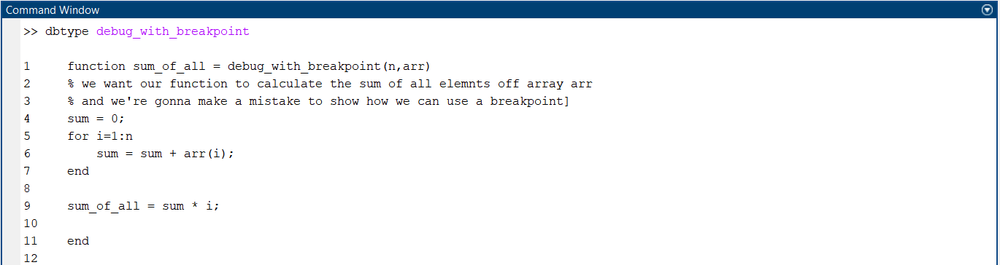 Command Window
>> dbtype debug_with_breakpoint
1 function sum_of_all = debug_with_breakpoint(n,arr)
2 % we want our function to calculate the sum of all elemnts off array arr
3 % and we're gonna make a mistake to show how we can use a breakpoint]
4 sum = 0;
5 for i=1:n
6 sum = sum + arr(i);
7 end
8
9 sum_of_all = sum * i;
10
11 end
12